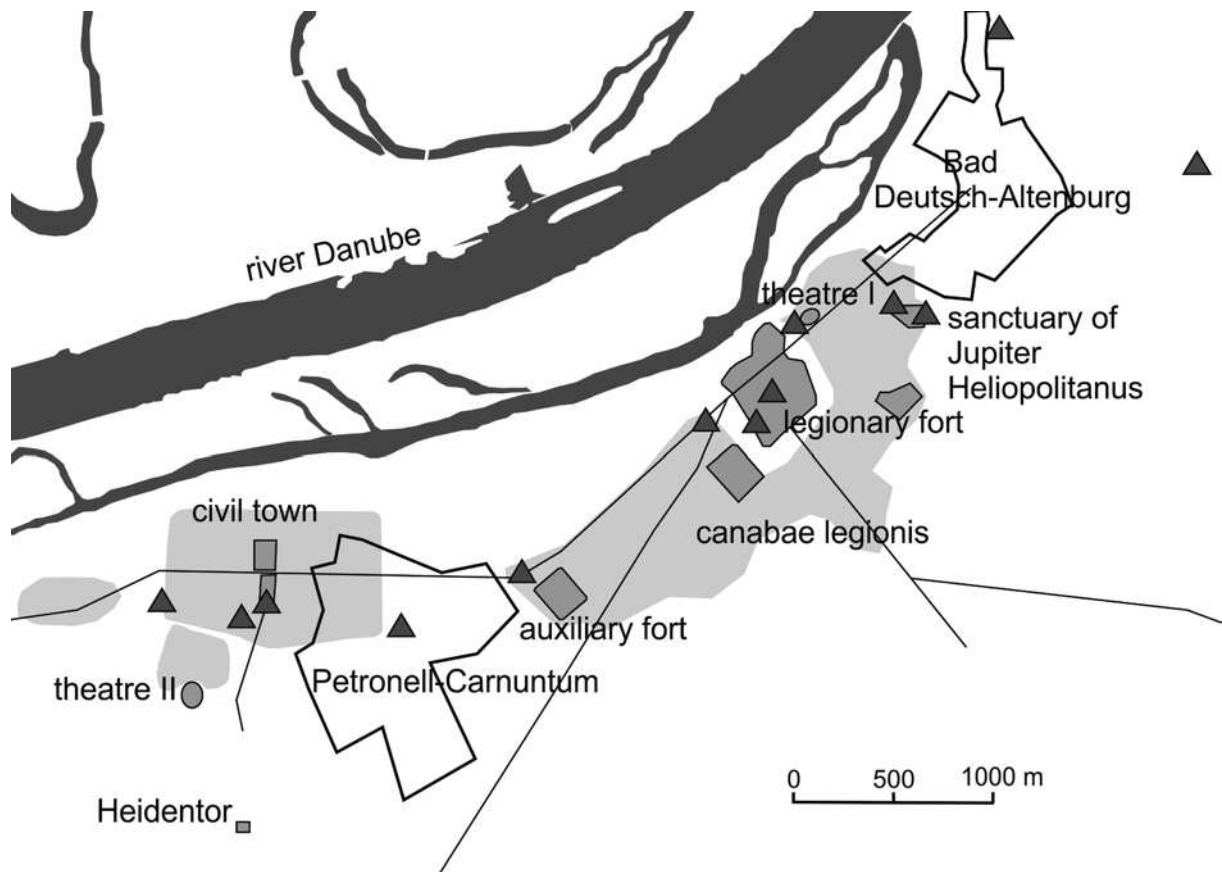 Bad
Deutsch-Altenburg
river Danube
theatre I
sanctuary of
Jupiter
Heliopolitanus
legionary fort
civil town
canabae legionis
auxiliary fort
theatre II
Petronell-Carnuntum
0 500 1000 m
Heidentor